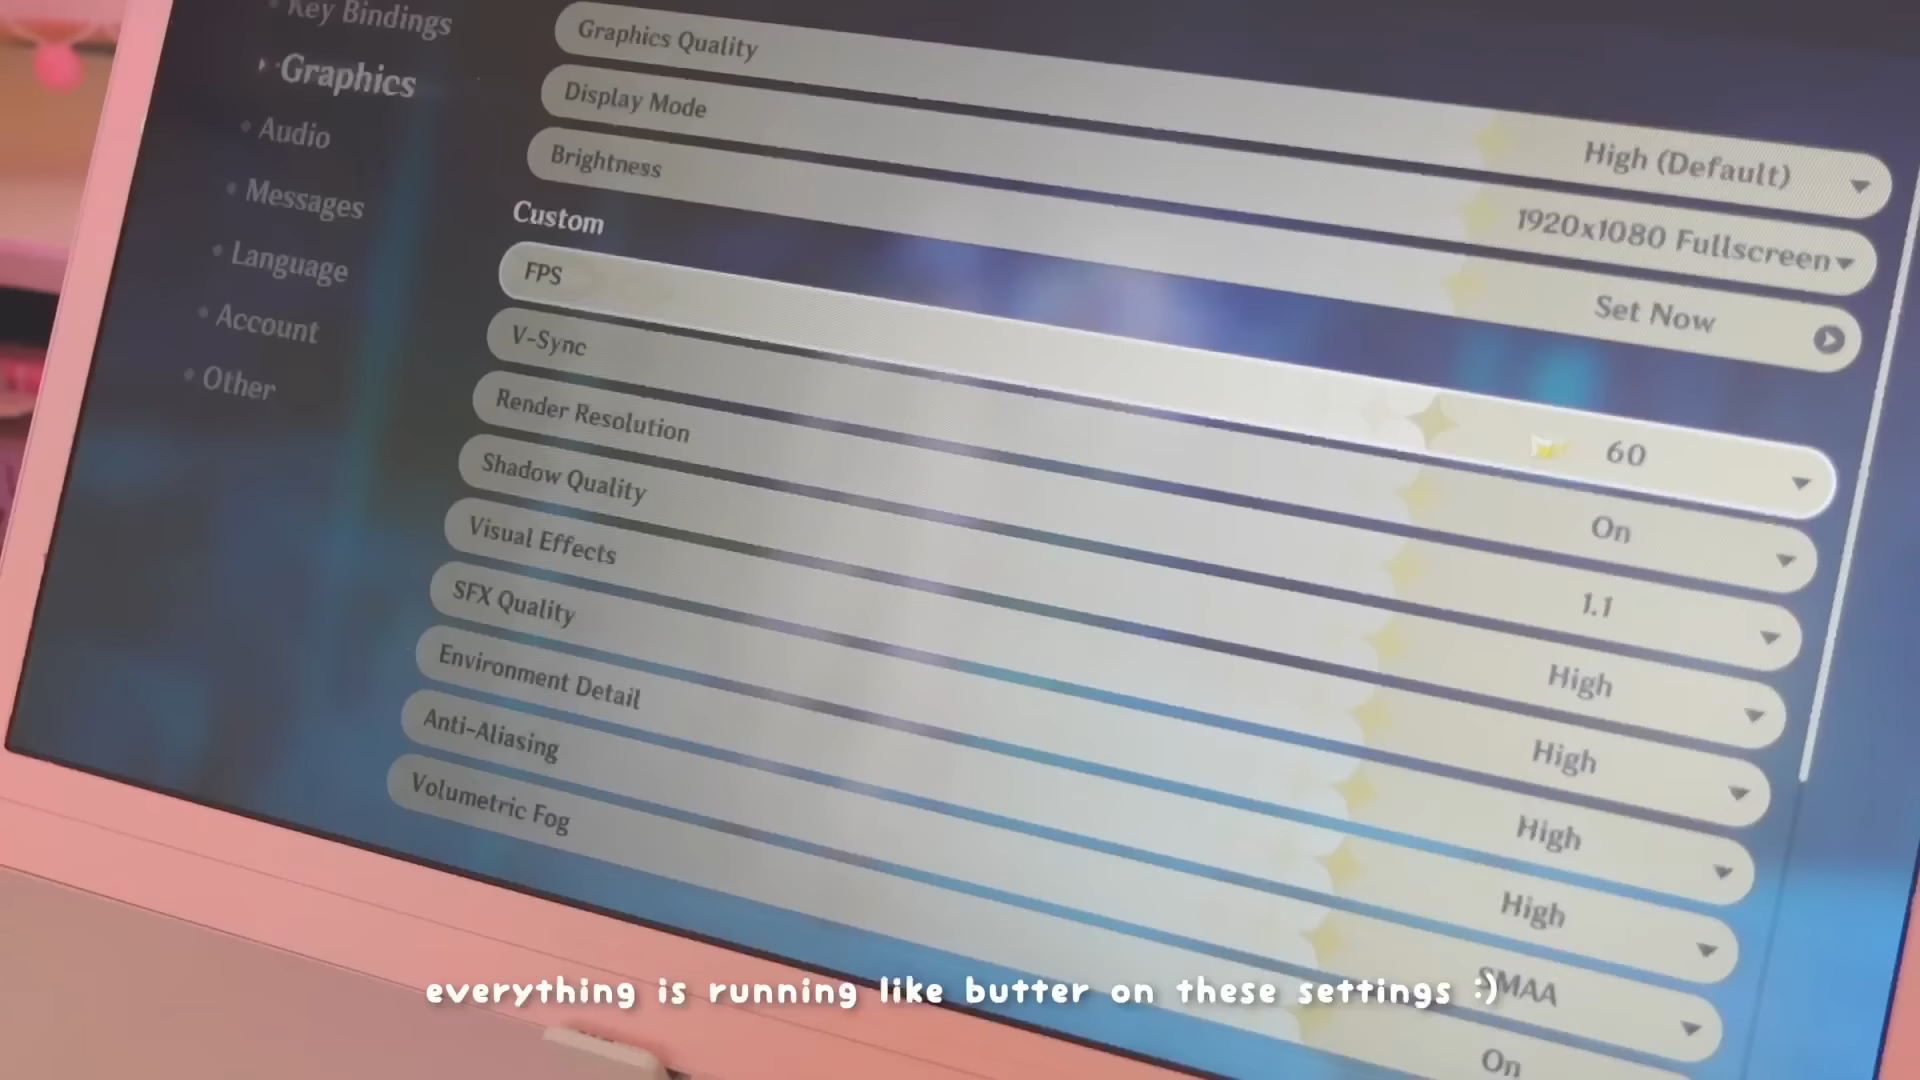 Key Bindings
Graphics
Audio
Messages
Language
Account
Other
Graphics Quality High (Default)
Display Mode 1920x1080 Fullscreen
Brightness Set Now
Custom
FPS 60
V-Sync On
Render Resolution 1.1
Shadow Quality High
Visual Effects High
SFX Quality High
Environment Detail High
Anti-Aliasing SMAA
Volumetric Fog On
everything is running like butter on these settings :)